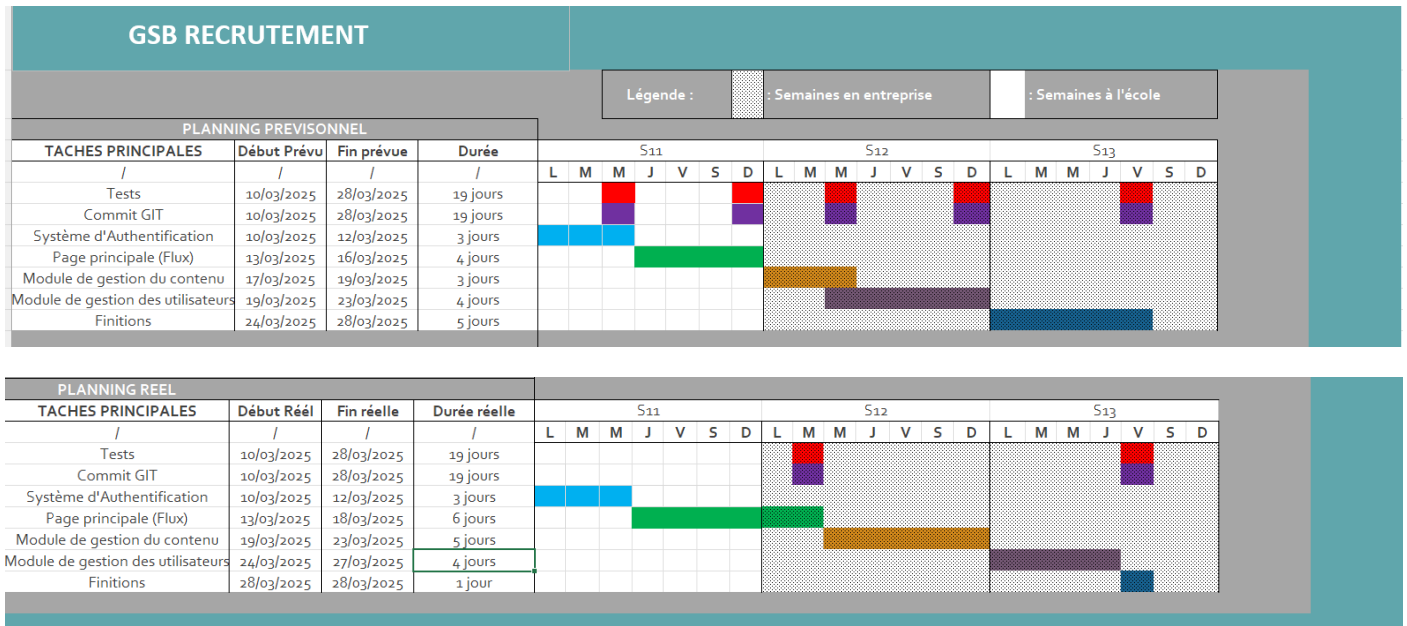 GSB RECRUTEMENT
Légende : : Semaines en entreprise : Semaines à l'école
PLANNING PREVISONNEL
TACHES PRINCIPALES Début Prévu Fin prévue Durée S11 S12 S13
/ / / / L M M J V S D L M M J V S D L M M J V S D
Tests 10/03/2025 28/03/2025 19 jours
Commit GIT 10/03/2025 28/03/2025 19 jours
Système d'Authentification 10/03/2025 12/03/2025 3 jours
Page principale (Flux) 13/03/2025 16/03/2025 4 jours
Module de gestion du contenu 17/03/2025 19/03/2025 3 jours
Module de gestion des utilisateurs 19/03/2025 23/03/2025 4 jours
Finitions 24/03/2025 28/03/2025 5 jours
PLANNING REEL
TACHES PRINCIPALES Début Réél Fin réelle Durée réelle S11 S12 S13
/ / / / L M M J V S D L M M J V S D L M M J V S D
Tests 10/03/2025 28/03/2025 19 jours
Commit GIT 10/03/2025 28/03/2025 19 jours
Système d'Authentification 10/03/2025 12/03/2025 3 jours
Page principale (Flux) 13/03/2025 18/03/2025 6 jours
Module de gestion du contenu 19/03/2025 23/03/2025 5 jours
Module de gestion des utilisateurs 24/03/2025 27/03/2025 4 jours
Finitions 28/03/2025 28/03/2025 1 jour